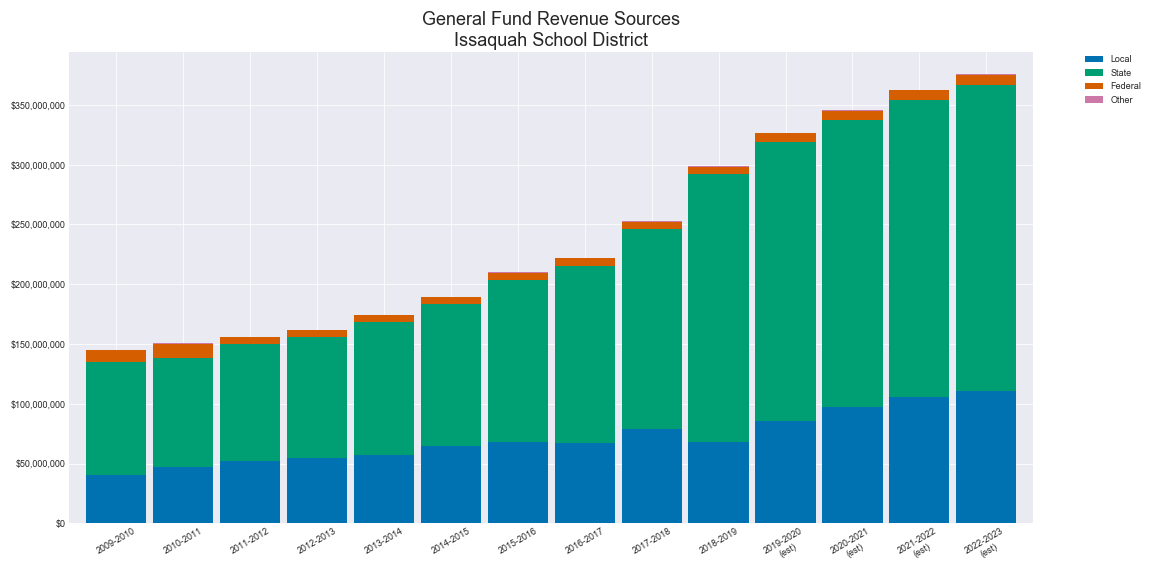 General Fund Revenue Sources
Issaquah School District
Local
State
Federal
Other
$350,000,000
$300,000,000
$250,000,000
$200,000,000
$150,000,000
$100,000,000
$50,000,000
$0
2009-2010
2010-2011
2011-2012
2012-2013
2013-2014
2014-2015
2015-2016
2016-2017
2017-2018
2018-2019
2019-2020
(est)
2020-2021
(est)
2021-2022
(est)
2022-2023
(est)